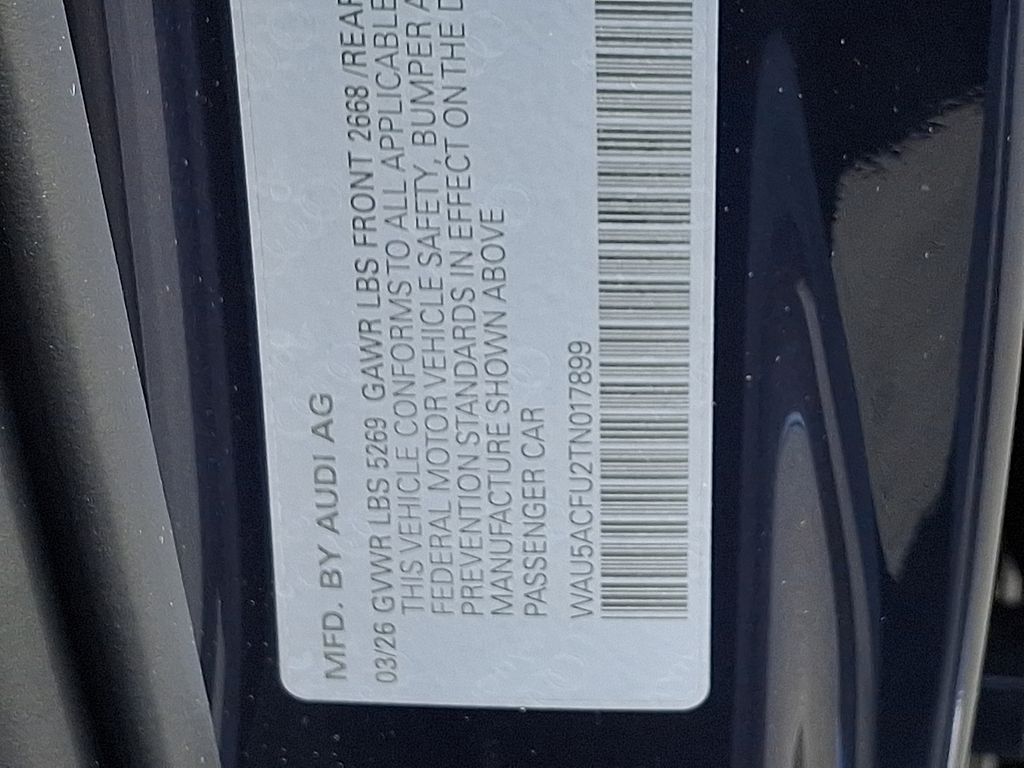 MFD. BY AUDI AG
03/26 GVWR LBS 5269 GAWR LBS FRONT 2668 /REAR
THIS VEHICLE CONFORMS TO ALL APPLICABLE
FEDERAL MOTOR VEHICLE SAFETY, BUMPER A
PREVENTION STANDARDS IN EFFECT ON THE D
MANUFACTURE SHOWN ABOVE
PASSENGER CAR
WAU5ACFU2TN017899